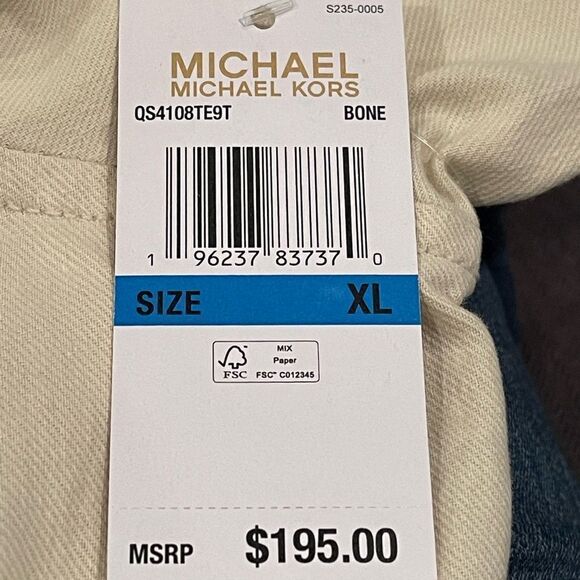 S235-0005
MICHAEL
MICHAEL KORS
QS4108TE9T BONE
1 96237 83737 0
SIZE XL
FSC
MIX
Paper
FSC™ C012345
MSRP $195.00